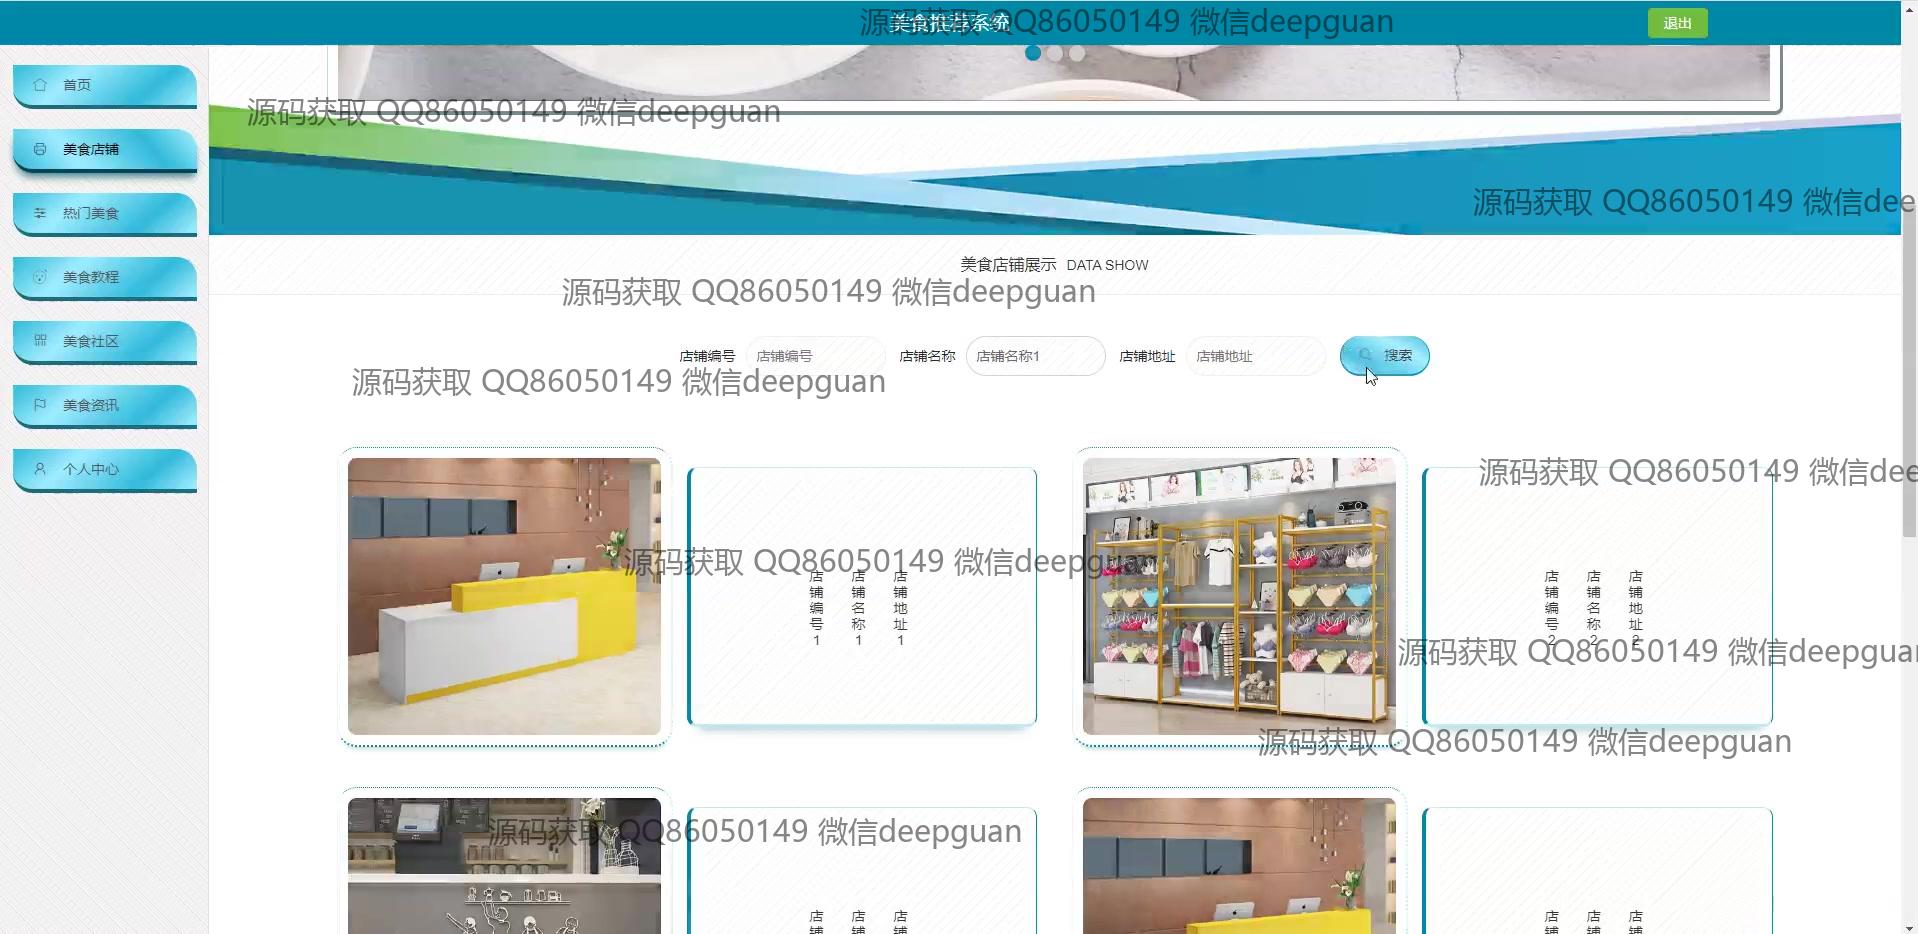 美食推荐系统
源码获取 QQ86050149 微信deepguan
退出
首页
美食店铺
热门美食
美食教程
美食社区
美食资讯
个人中心
源码获取 QQ86050149 微信deepguan
源码获取 QQ86050149 微信dee
美食店铺展示 DATA SHOW
源码获取 QQ86050149 微信deepguan
店铺编号 店铺编号 店铺名称 店铺名称1 店铺地址 店铺地址 搜索
源码获取 QQ86050149 微信deepguan
源码获取 QQ86050149 微信dee
源码获取 QQ86050149 微信deepguan
店铺编号1
店铺名称1
店铺地址1
店铺编号2
店铺名称2
店铺地址2
源码获取 QQ86050149 微信deepguan
源码获取 QQ86050149 微信deepguan
源码获取 QQ86050149 微信deepguan
店铺
店铺
店铺
店铺
店铺
店铺